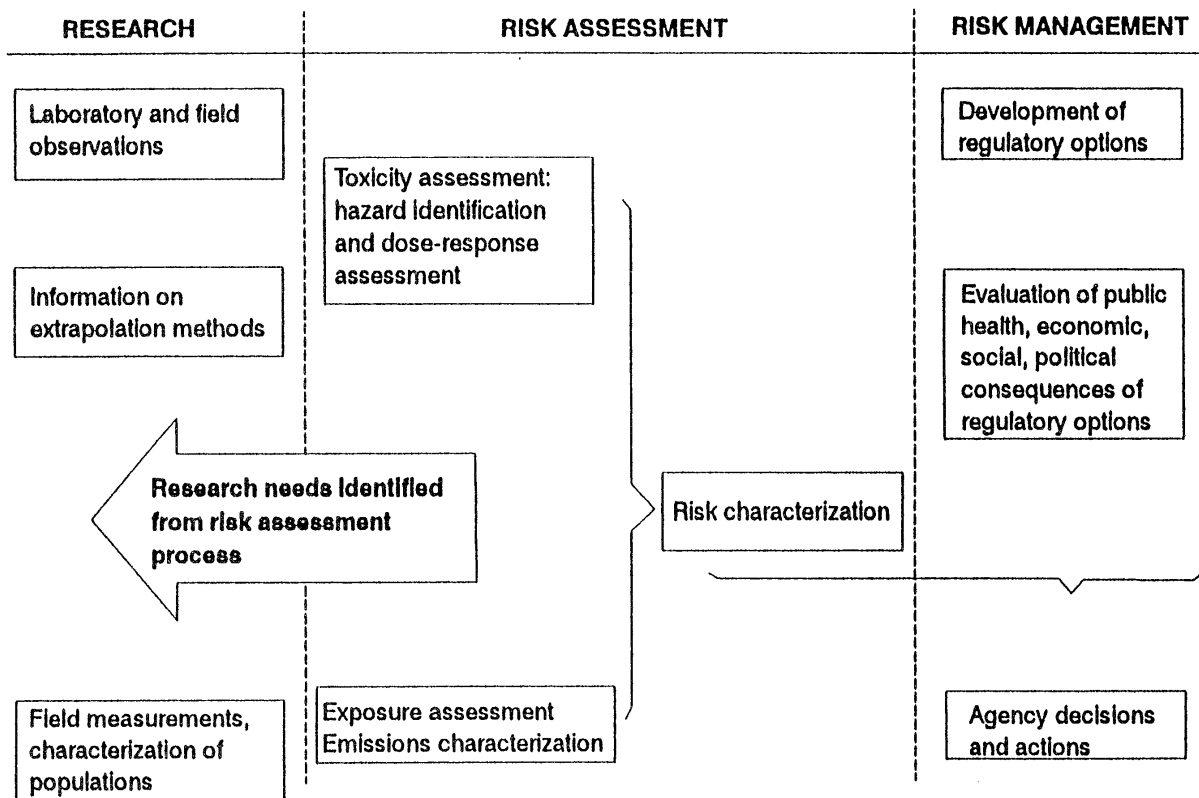 RESEARCH
RISK ASSESSMENT
RISK MANAGEMENT
Laboratory and field
observations
Information on
extrapolation methods
Research needs identified
from risk assessment
process
Field measurements,
characterization of
populations
Toxicity assessment:
hazard identification
and dose-response
assessment
Exposure assessment
Emissions characterization
Risk characterization
Development of
regulatory options
Evaluation of public
health, economic,
social, political
consequences of
regulatory options
Agency decisions
and actions